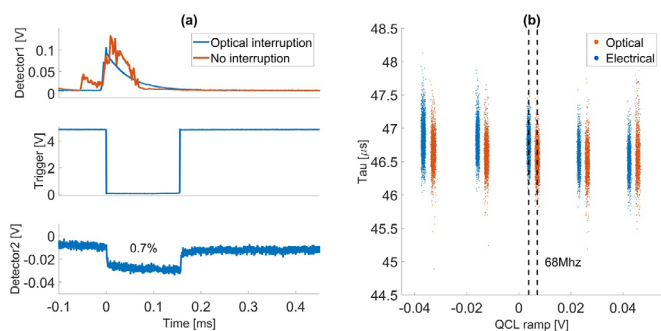 (a)
Optical interruption
No interruption
0.1
0.05
0
Detector1 [V]
4
2
0
Trigger [V]
0
-0.02
-0.04
Detector2 [V]
0.7%
-0.1 0 0.1 0.2 0.3 0.4
Time [ms]
(b)
Optical
Electrical
48.5
48
47.5
47
46.5
46
45.5
45
44.5
Tau [μs]
68Mhz
-0.04 -0.02 0 0.02 0.04
QCL ramp [V]